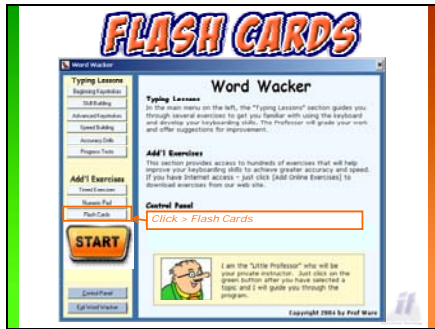 FLASH CARDS
Word Wacker
Typing Lessons
Beginning Keystrokes
Skill Building
Advanced Keystrokes
Speed Building
Accuracy Drills
Progress Tests
Add'l Exercises
Timed Exercises
Numeric Pad
Flash Cards
START
Control Panel
Exit Word Wacker
Word Wacker
Typing Lessons
In the main menu on the left, the "Typing Lessons" section guides you
through several exercises to get you familiar with using the keyboard
and develop your keyboarding skills. The Professor will grade your work
and offer suggestions for improvement.
Add'l Exercises
This section provides access to hundreds of exercises that will help
improve your keyboarding skills to achieve greater accuracy and speed.
If you have Internet access - just click [Add Online Exercises] to
download exercises from our web site.
Control Panel
Click > Flash Cards
I am the "Little Professor" who will be
your private instructor. Just click on the
green button after you have selected a
topic and I will guide you through the
program.
Copyright 2004 by Prof Ware